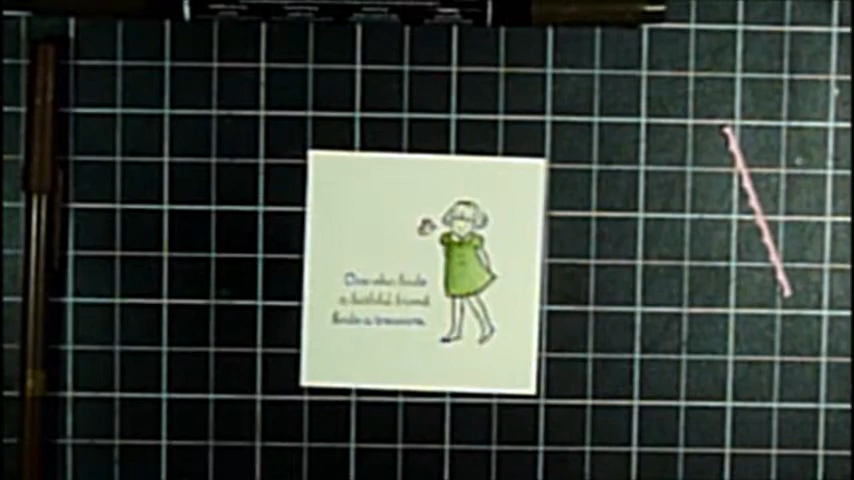 One who finds
a faithful friend
finds a treasure.